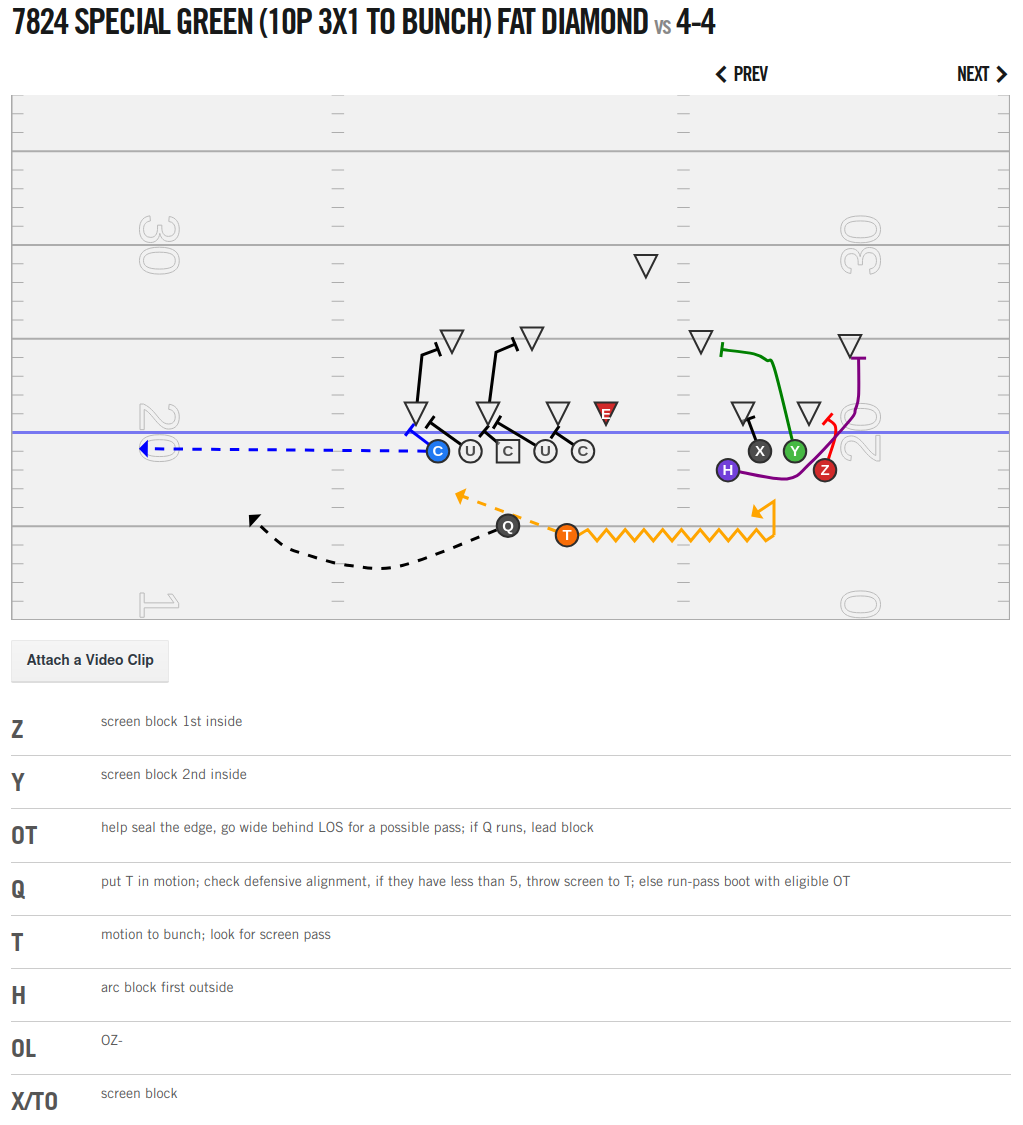 7824 SPECIAL GREEN (10P 3X1 TO BUNCH) FAT DIAMOND VS 4-4
PREV NEXT
30 30
E
20 20
C U C U C X Y
H Z
Q T
1 0
Attach a Video Clip
Z screen block 1st inside
Y screen block 2nd inside
OT help seal the edge, go wide behind LOS for a possible pass; if Q runs, lead block
Q put T in motion; check defensive alignment, if they have less than 5, throw screen to T; else run-pass boot with eligible OT
T motion to bunch; look for screen pass
H arc block first outside
OL OZ-
X/TO screen block